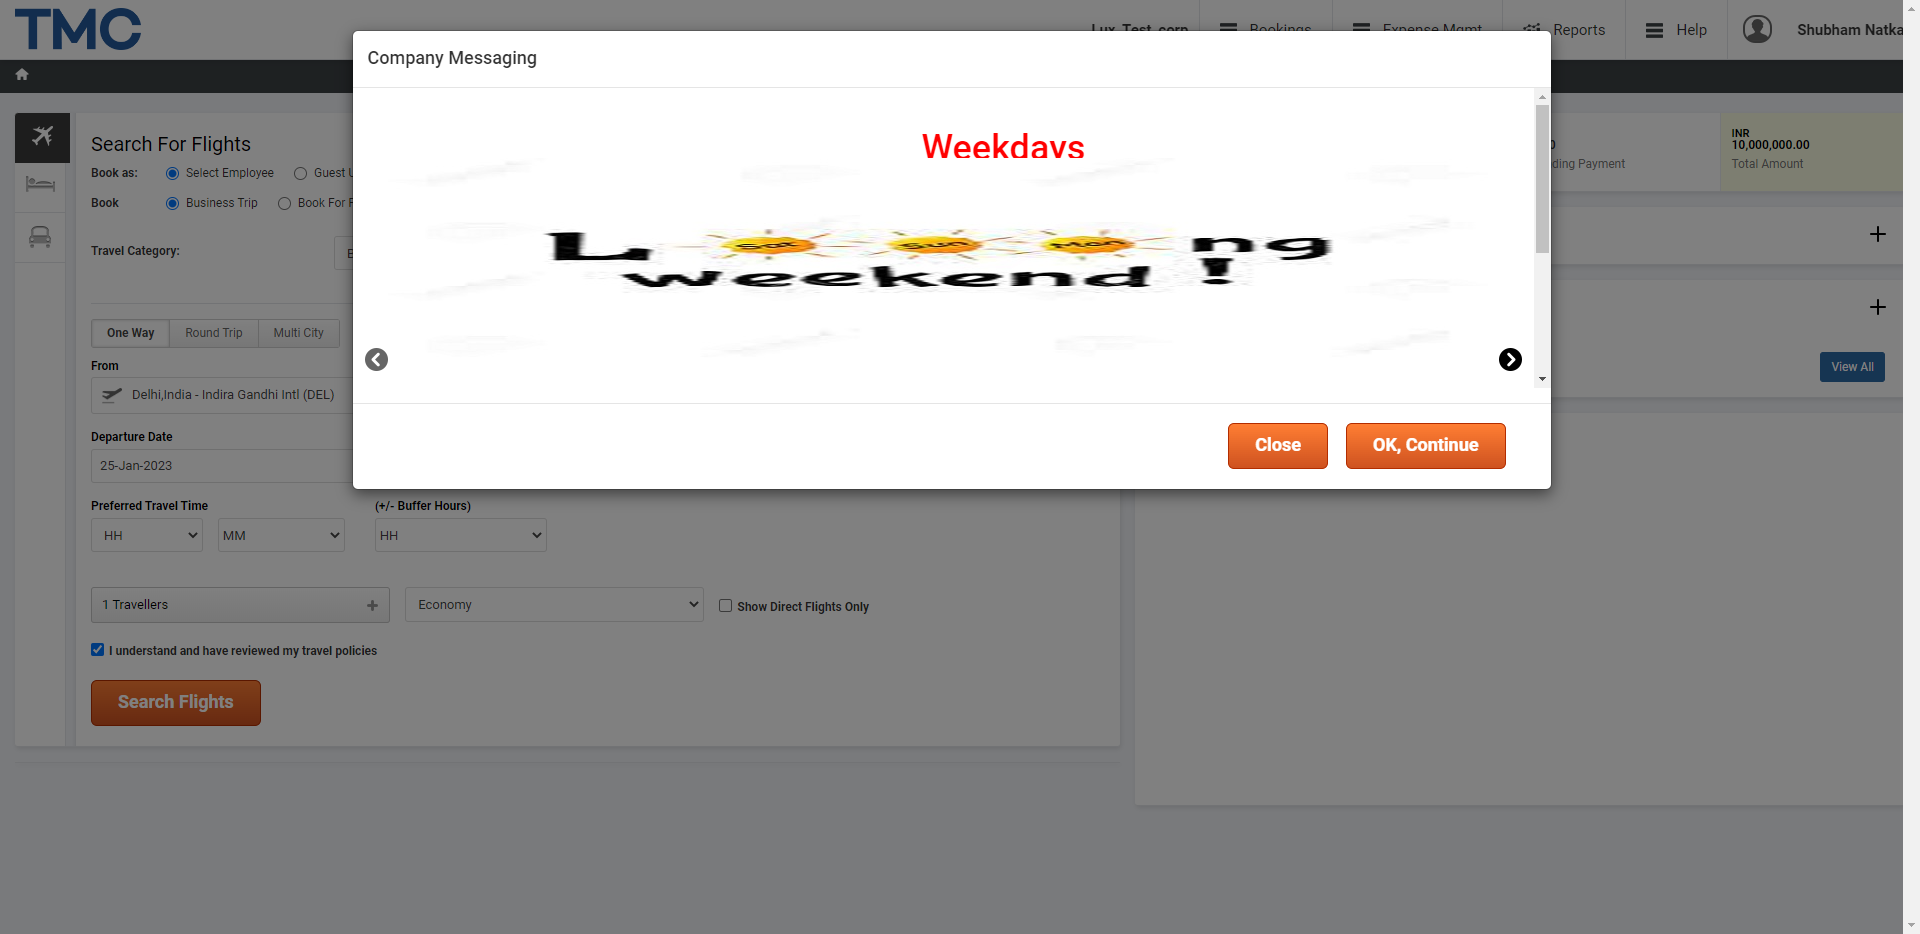 TMC
Lux_Test_corp
Bookings
Expense Mgmt
Reports
Help
Shubham Natka
Company Messaging
Weekdays
L Sat Sun Mon ng
weekend !
Close
OK, Continue
Search For Flights
Book as:
Select Employee
Guest U
Book
Business Trip
Book For
Travel Category:
One Way
Round Trip
Multi City
From
Delhi,India - Indira Gandhi Intl (DEL)
Departure Date
25-Jan-2023
Preferred Travel Time
(+/- Buffer Hours)
HH
MM
HH
1 Travellers
Economy
Show Direct Flights Only
I understand and have reviewed my travel policies
Search Flights
ding Payment
INR
10,000,000.00
Total Amount
View All